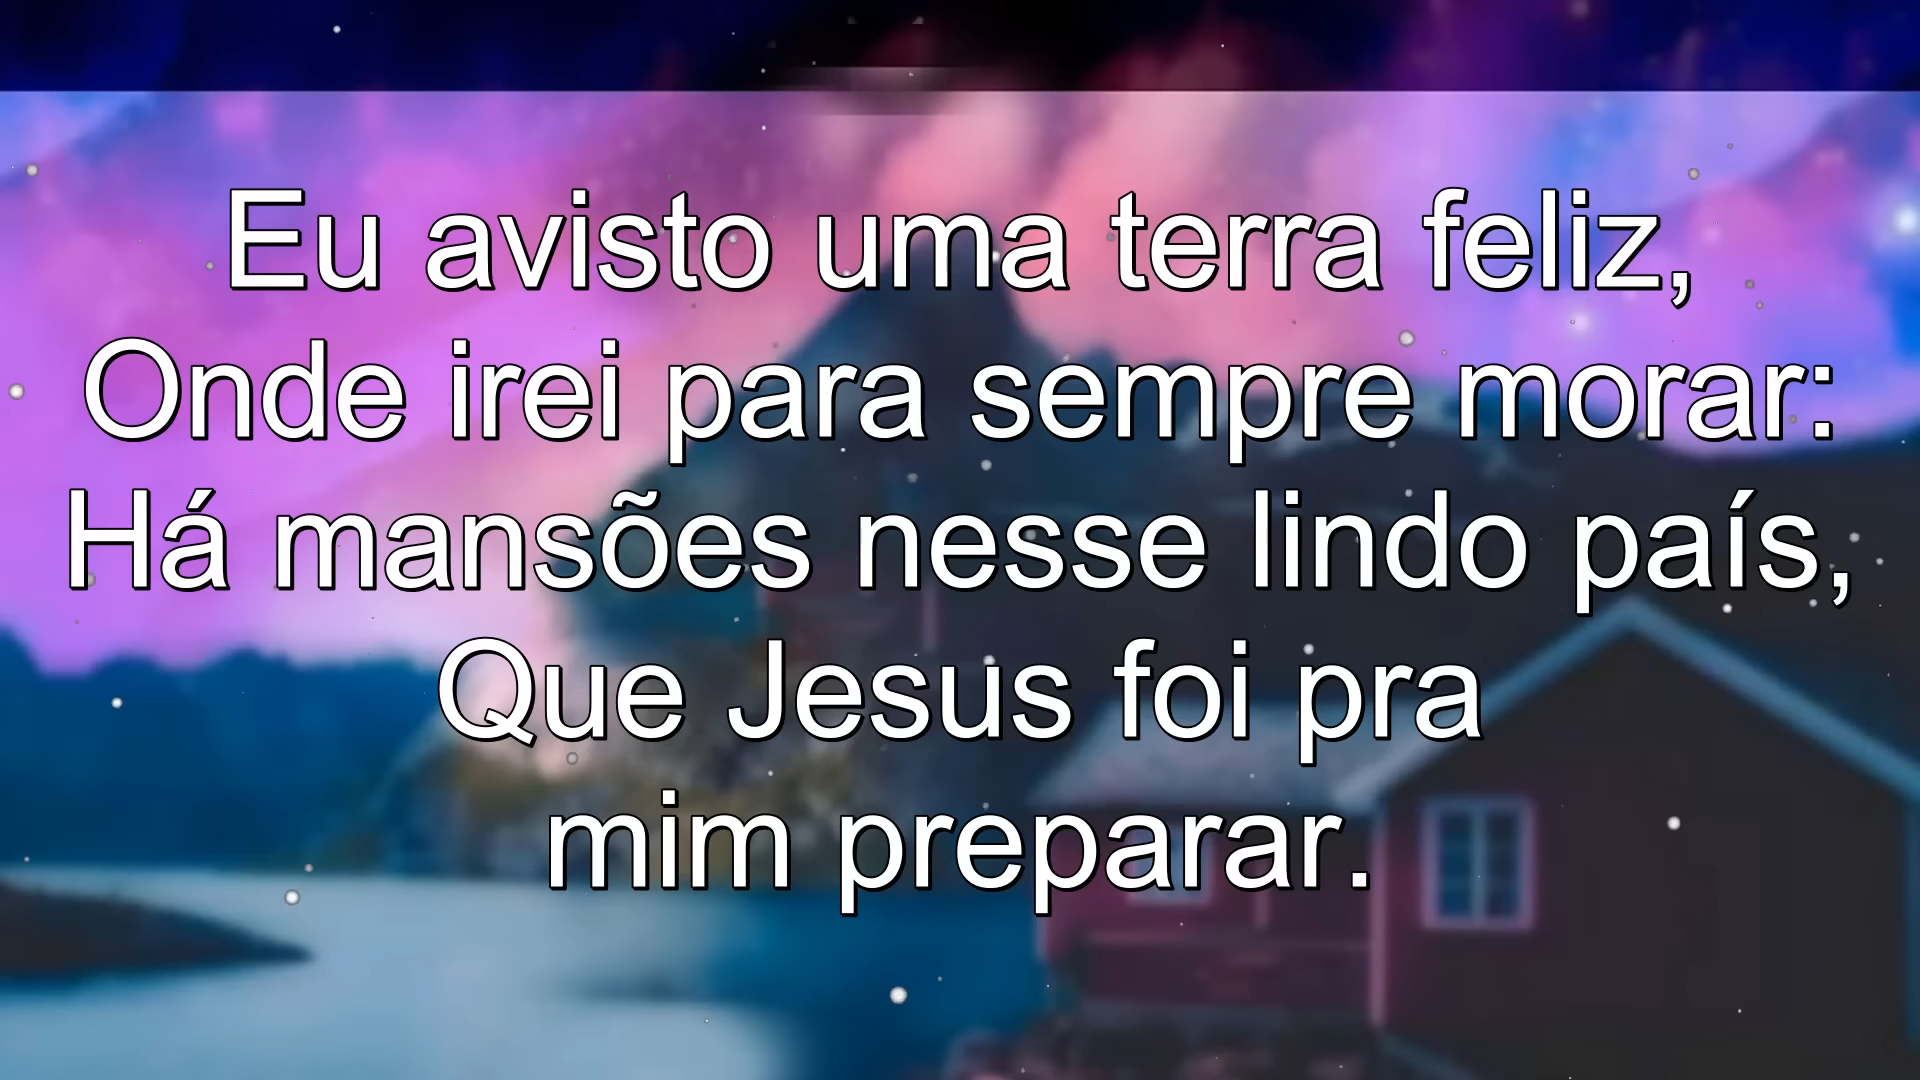 Eu avisto uma terra feliz,
Onde irei para sempre morar:
Há mansões nesse lindo país,
Que Jesus foi pra
mim preparar.